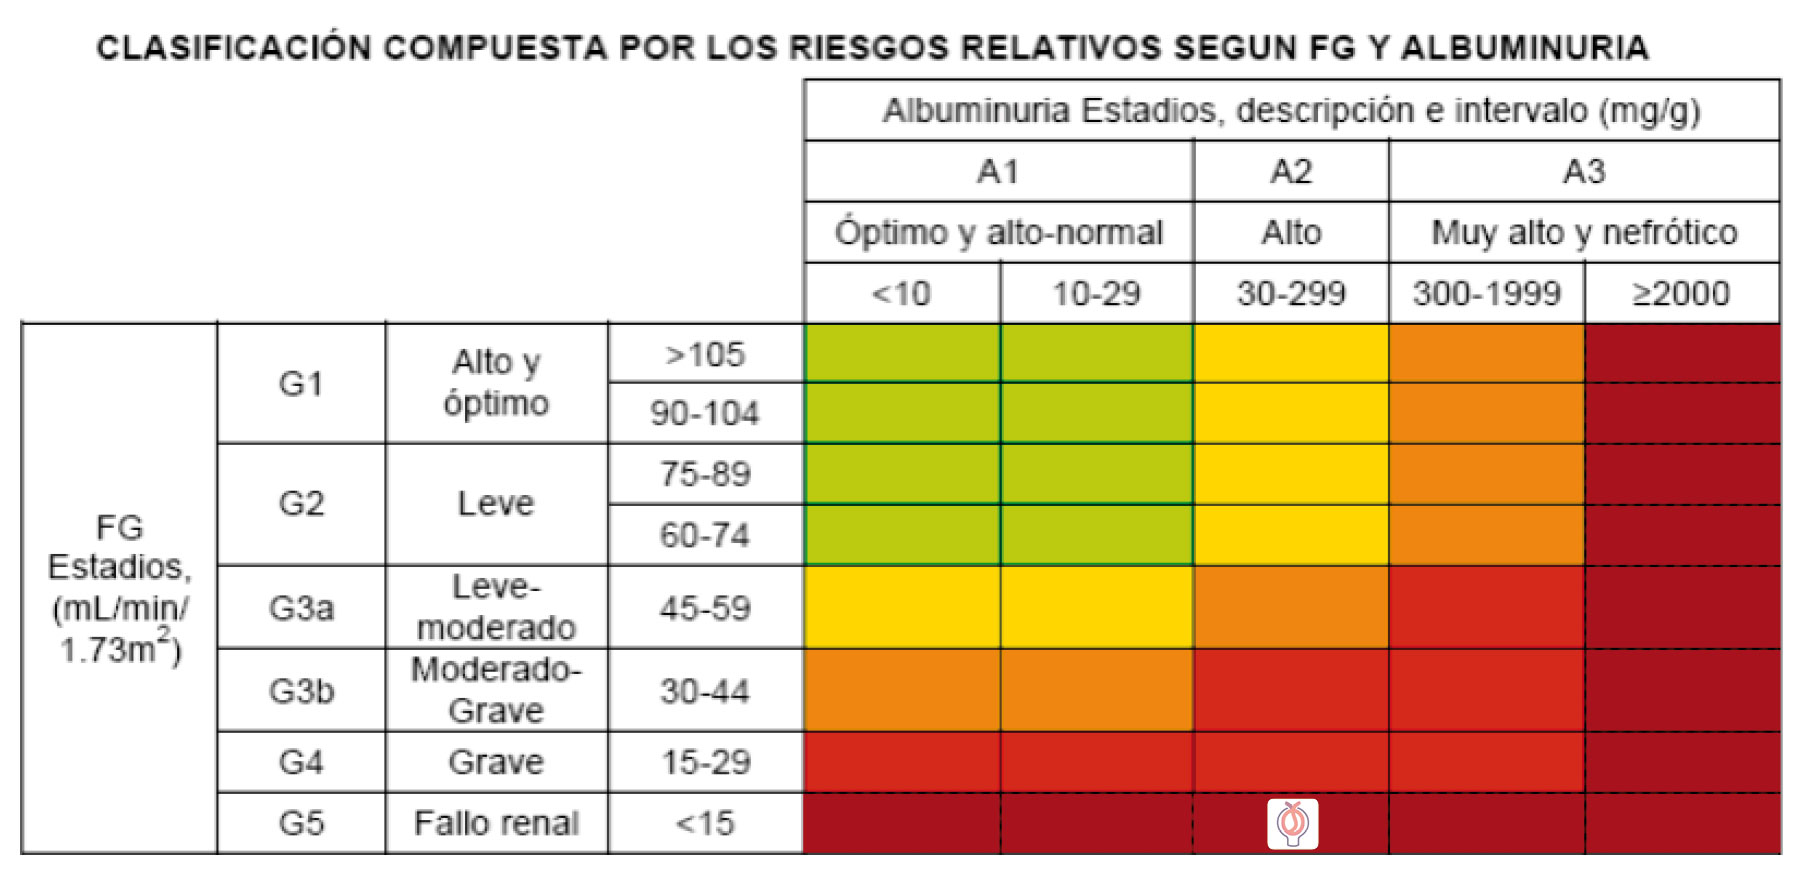 CLASIFICACIÓN COMPUESTA POR LOS RIESGOS RELATIVOS SEGUN FG Y ALBUMINURIA
Albuminuria Estadios, descripción e intervalo (mg/g)
A1 A2 A3
Óptimo y alto-normal Alto Muy alto y nefrótico
<10 10-29 30-299 300-1999 ≥2000
FG
Estadios,
(mL/min/
1.73m²)
G1
Alto y
óptimo
>105
90-104
G2
Leve
75-89
60-74
G3a
Leve-
moderado
45-59
G3b
Moderado-
Grave
30-44
G4 Grave 15-29
G5 Fallo renal <15